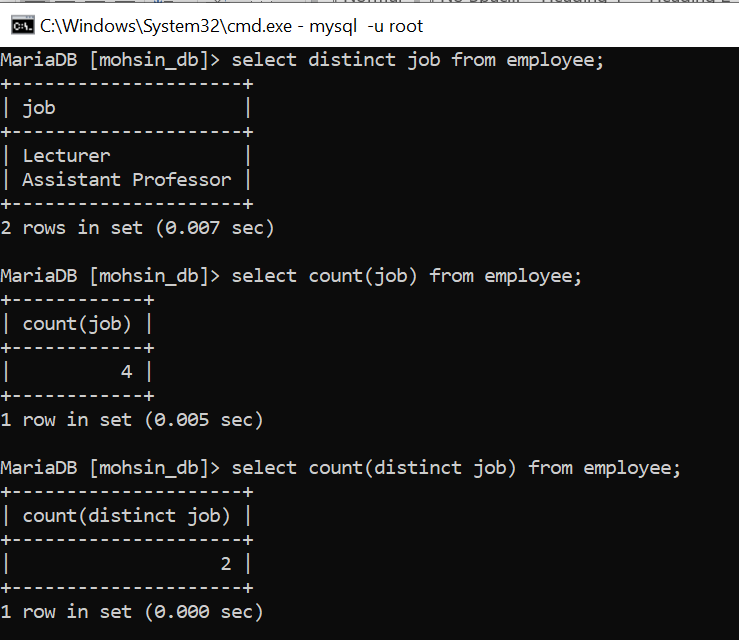 C:\Windows\System32\cmd.exe - mysql  -u root
MariaDB [mohsin_db]> select distinct job from employee;
+---------------------+
| job                 |
+---------------------+
| Lecturer            |
| Assistant Professor |
+---------------------+
2 rows in set (0.007 sec)

MariaDB [mohsin_db]> select count(job) from employee;
+------------+
| count(job) |
+------------+
|          4 |
+------------+
1 row in set (0.005 sec)

MariaDB [mohsin_db]> select count(distinct job) from employee;
+---------------------+
| count(distinct job) |
+---------------------+
|                   2 |
+---------------------+
1 row in set (0.000 sec)